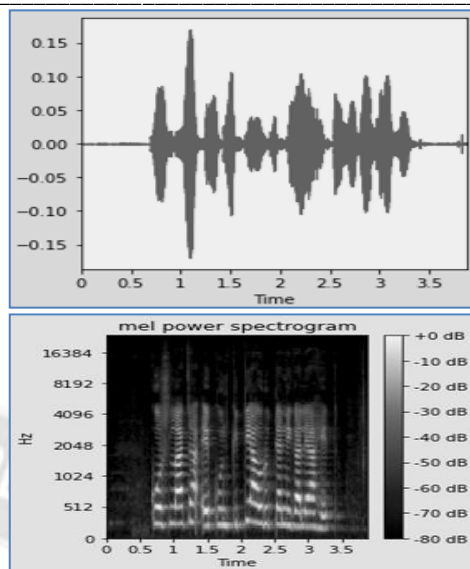 0.15
0.10
0.05
0.00
−0.05
−0.10
−0.15
0 0.5 1 1.5 2 2.5 3 3.5
Time
mel power spectrogram
16384
8192
4096
2048
1024
512
0
Hz
0 0.5 1 1.5 2 2.5 3 3.5
Time
+0 dB
-10 dB
-20 dB
-30 dB
-40 dB
-50 dB
-60 dB
-70 dB
-80 dB